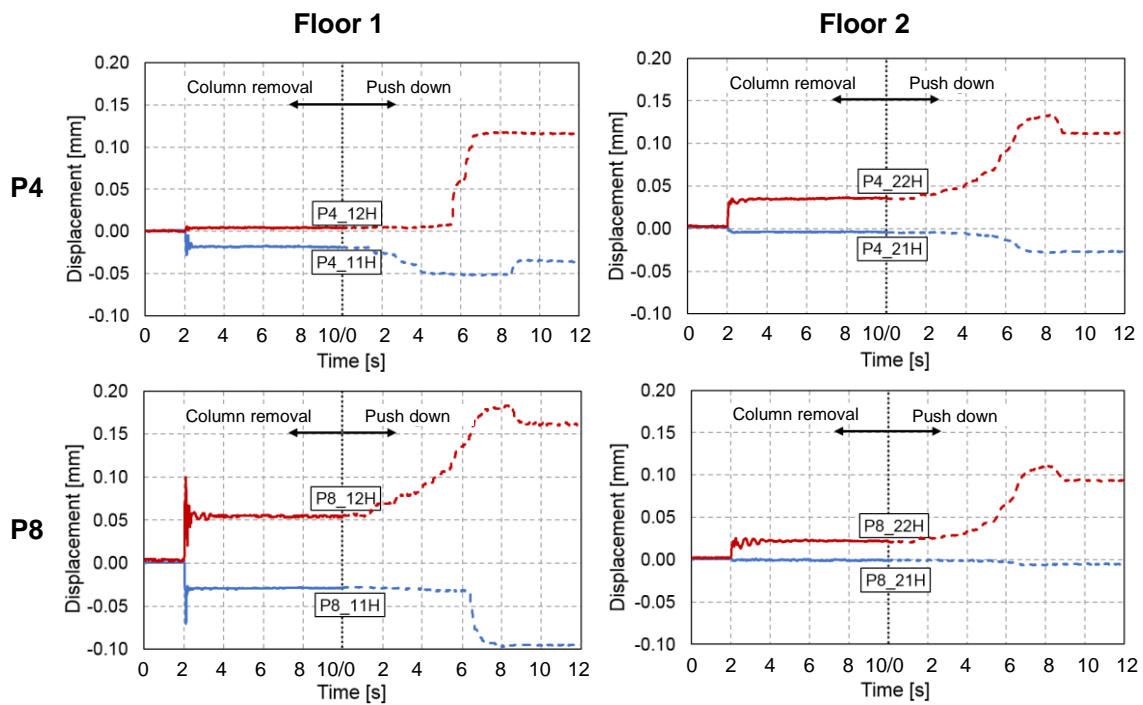 Floor 1
Floor 2
P4
Displacement [mm]
0.20
0.15
0.10
0.05
0.00
-0.05
-0.10
Column removal
Push down
P4_12H
P4_11H
0 2 4 6 8 10/0 2 4 6 8 10 12
Time [s]
Displacement [mm]
0.20
0.15
0.10
0.05
0.00
-0.05
-0.10
Column removal
Push down
P4_22H
P4_21H
0 2 4 6 8 10/0 2 4 6 8 10 12
Time [s]
P8
Displacement [mm]
0.20
0.15
0.10
0.05
0.00
-0.05
-0.10
Column removal
Push down
P8_12H
P8_11H
0 2 4 6 8 10/0 2 4 6 8 10 12
Time [s]
Displacement [mm]
0.20
0.15
0.10
0.05
0.00
-0.05
-0.10
Column removal
Push down
P8_22H
P8_21H
0 2 4 6 8 10/0 2 4 6 8 10 12
Time [s]